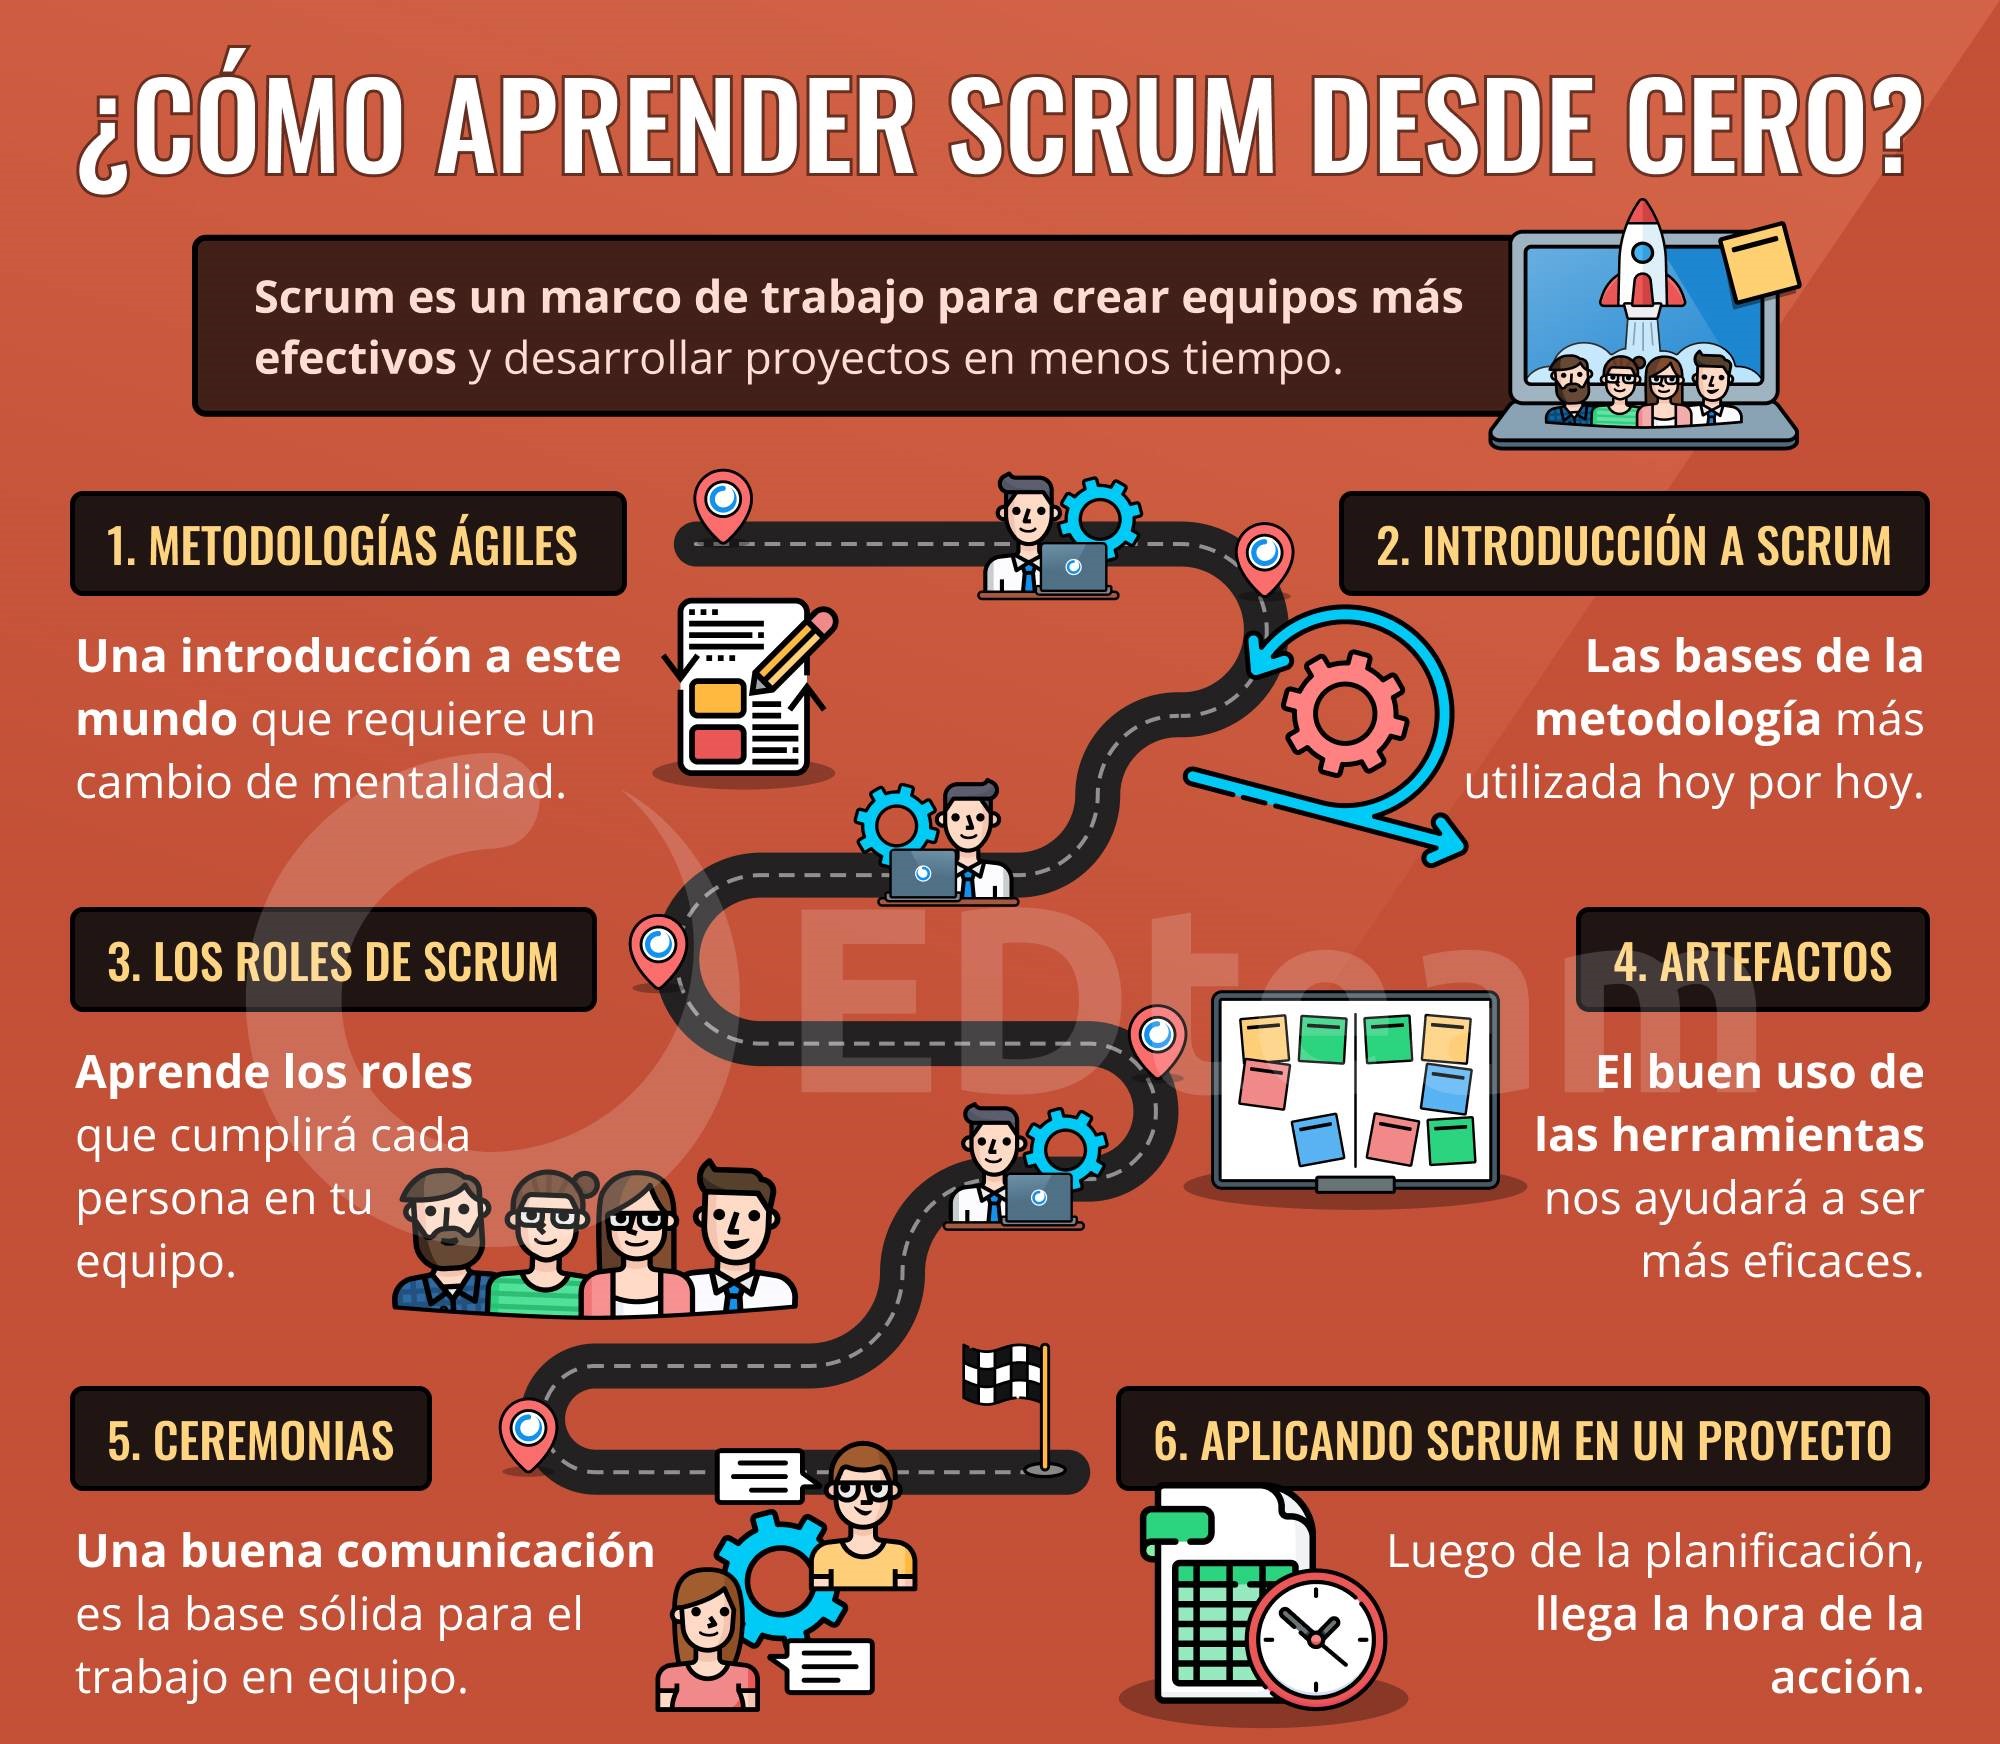 ¿CÓMO APRENDER SCRUM DESDE CERO?
Scrum es un marco de trabajo para crear equipos más
efectivos y desarrollar proyectos en menos tiempo.
1. METODOLOGÍAS ÁGILES
Una introducción a este
mundo que requiere un
cambio de mentalidad.
2. INTRODUCCIÓN A SCRUM
Las bases de la
metodología más
utilizada hoy por hoy.
3. LOS ROLES DE SCRUM
Aprende los roles
que cumplirá cada
persona en tu
equipo.
4. ARTEFACTOS
El buen uso de
las herramientas
nos ayudará a ser
más eficaces.
5. CEREMONIAS
Una buena comunicación
es la base sólida para el
trabajo en equipo.
6. APLICANDO SCRUM EN UN PROYECTO
Luego de la planificación,
llega la hora de la
acción.
EDteam